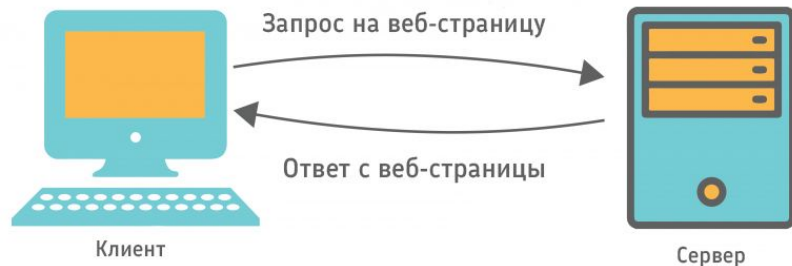 Запрос на веб-страницу
Ответ с веб-страницы
Клиент
Сервер